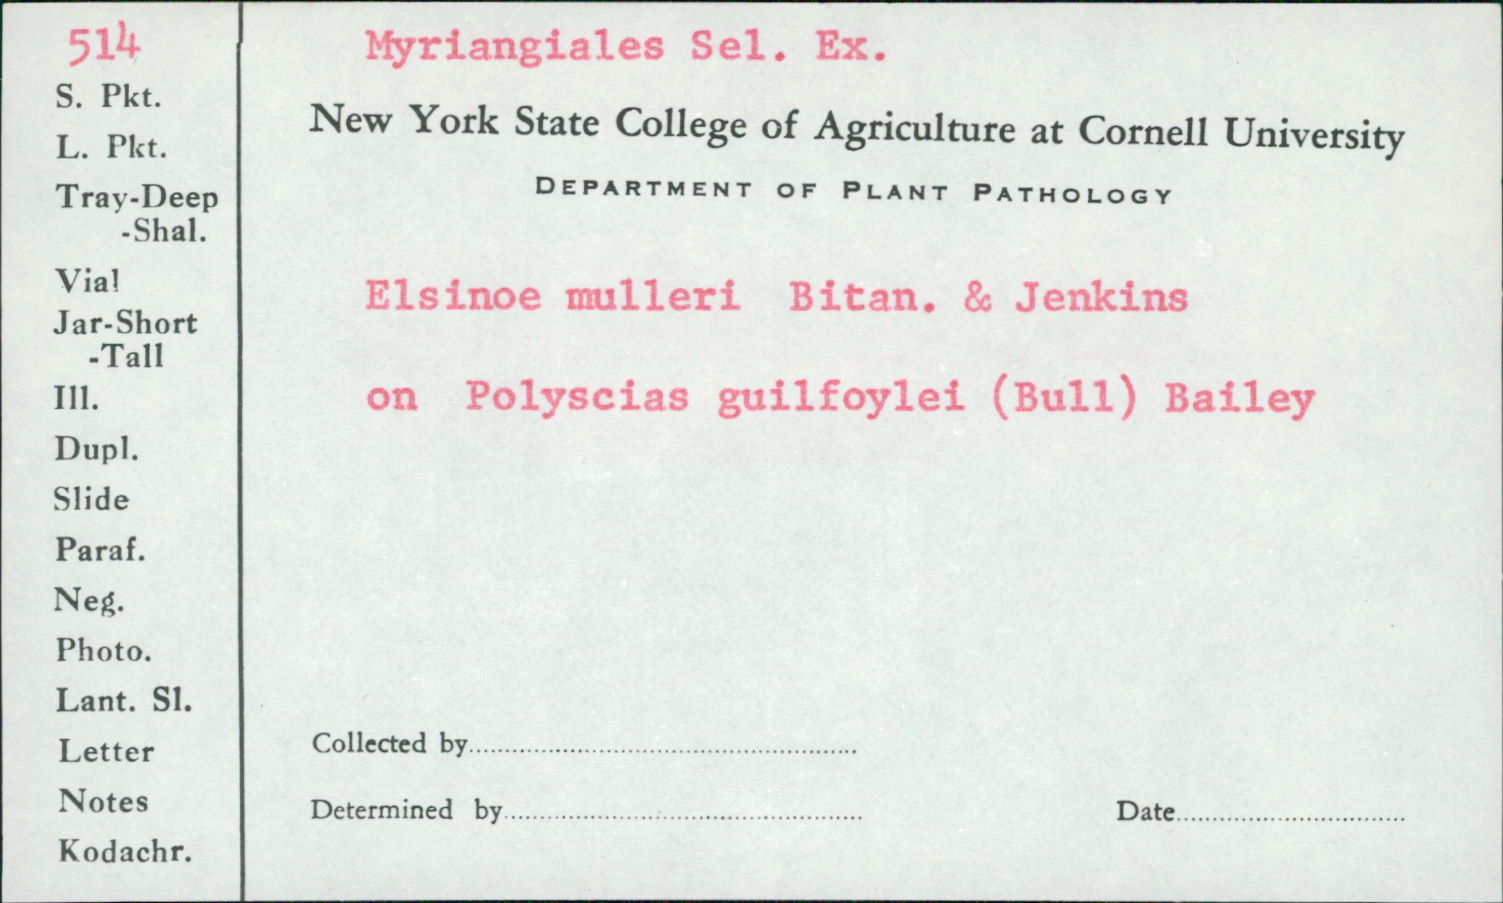 514
S. Pkt.
L. Pkt.
Tray-Deep
-Shal.
Vial
Jar-Short
-Tall
Ill.
Dupl.
Slide
Paraf.
Neg.
Photo.
Lant. Sl.
Letter
Notes
Kodachr.
Myriangiales Sel. Ex.
New York State College of Agriculture at Cornell University
DEPARTMENT OF PLANT PATHOLOGY
Elsinoe mulleri Bitan. & Jenkins
on Polyscias guilfoylei (Bull) Bailey
Collected by
Determined by Date